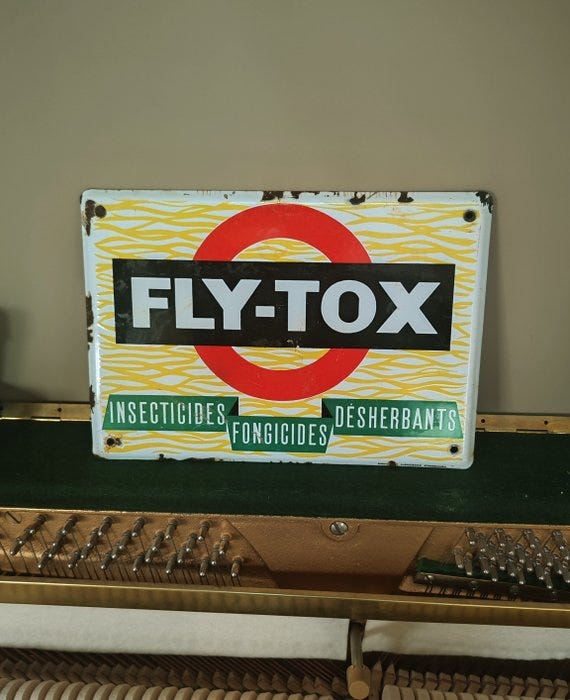 FLY-TOX
INSECTICIDES
FONGICIDES
DÉSHERBANTS